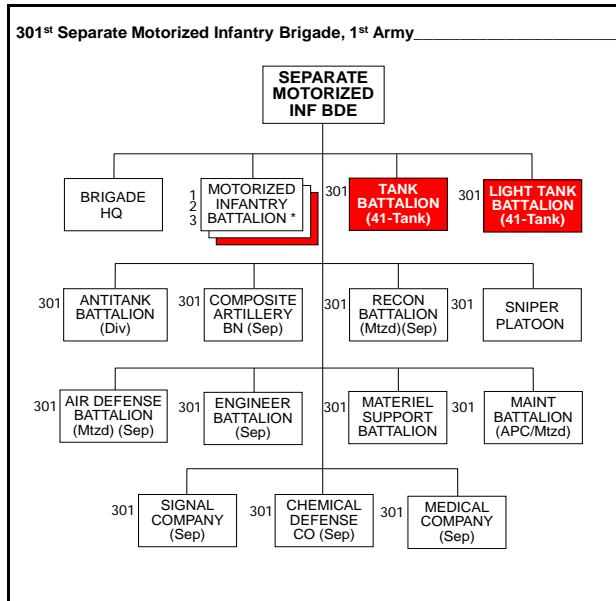 301st Separate Motorized Infantry Brigade, 1st Army
SEPARATE
MOTORIZED
INF BDE
BRIGADE
HQ
1
2
3
MOTORIZED
INFANTRY
BATTALION *
301
TANK
BATTALION
(41-Tank)
301
LIGHT TANK
BATTALION
(41-Tank)
301
ANTITANK
BATTALION
(Div)
301
COMPOSITE
ARTILLERY
BN (Sep)
301
RECON
BATTALION
(Mtzd)(Sep)
301
SNIPER
PLATOON
301
AIR DEFENSE
BATTALION
(Mtzd) (Sep)
301
ENGINEER
BATTALION
(Sep)
301
MATERIEL
SUPPORT
BATTALION
301
MAINT
BATTALION
(APC/Mtzd)
301
SIGNAL
COMPANY
(Sep)
301
CHEMICAL
DEFENSE
CO (Sep)
301
MEDICAL
COMPANY
(Sep)